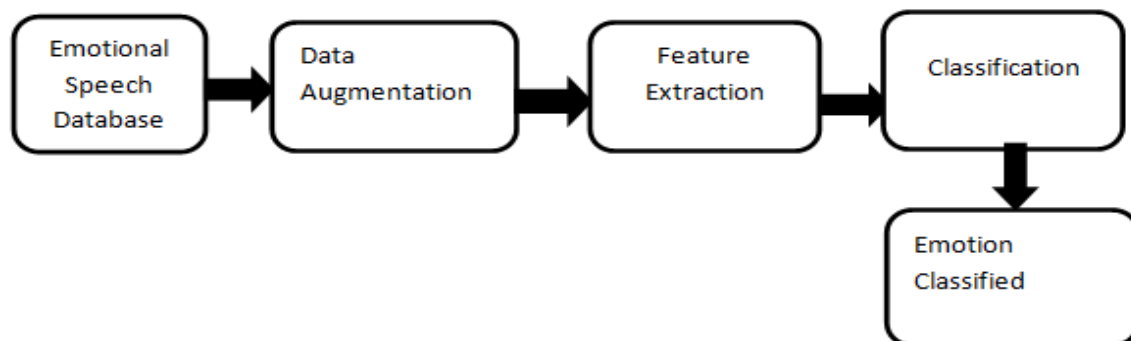 Emotional
Speech
Database
Data
Augmentation
Feature
Extraction
Classification
Emotion
Classified